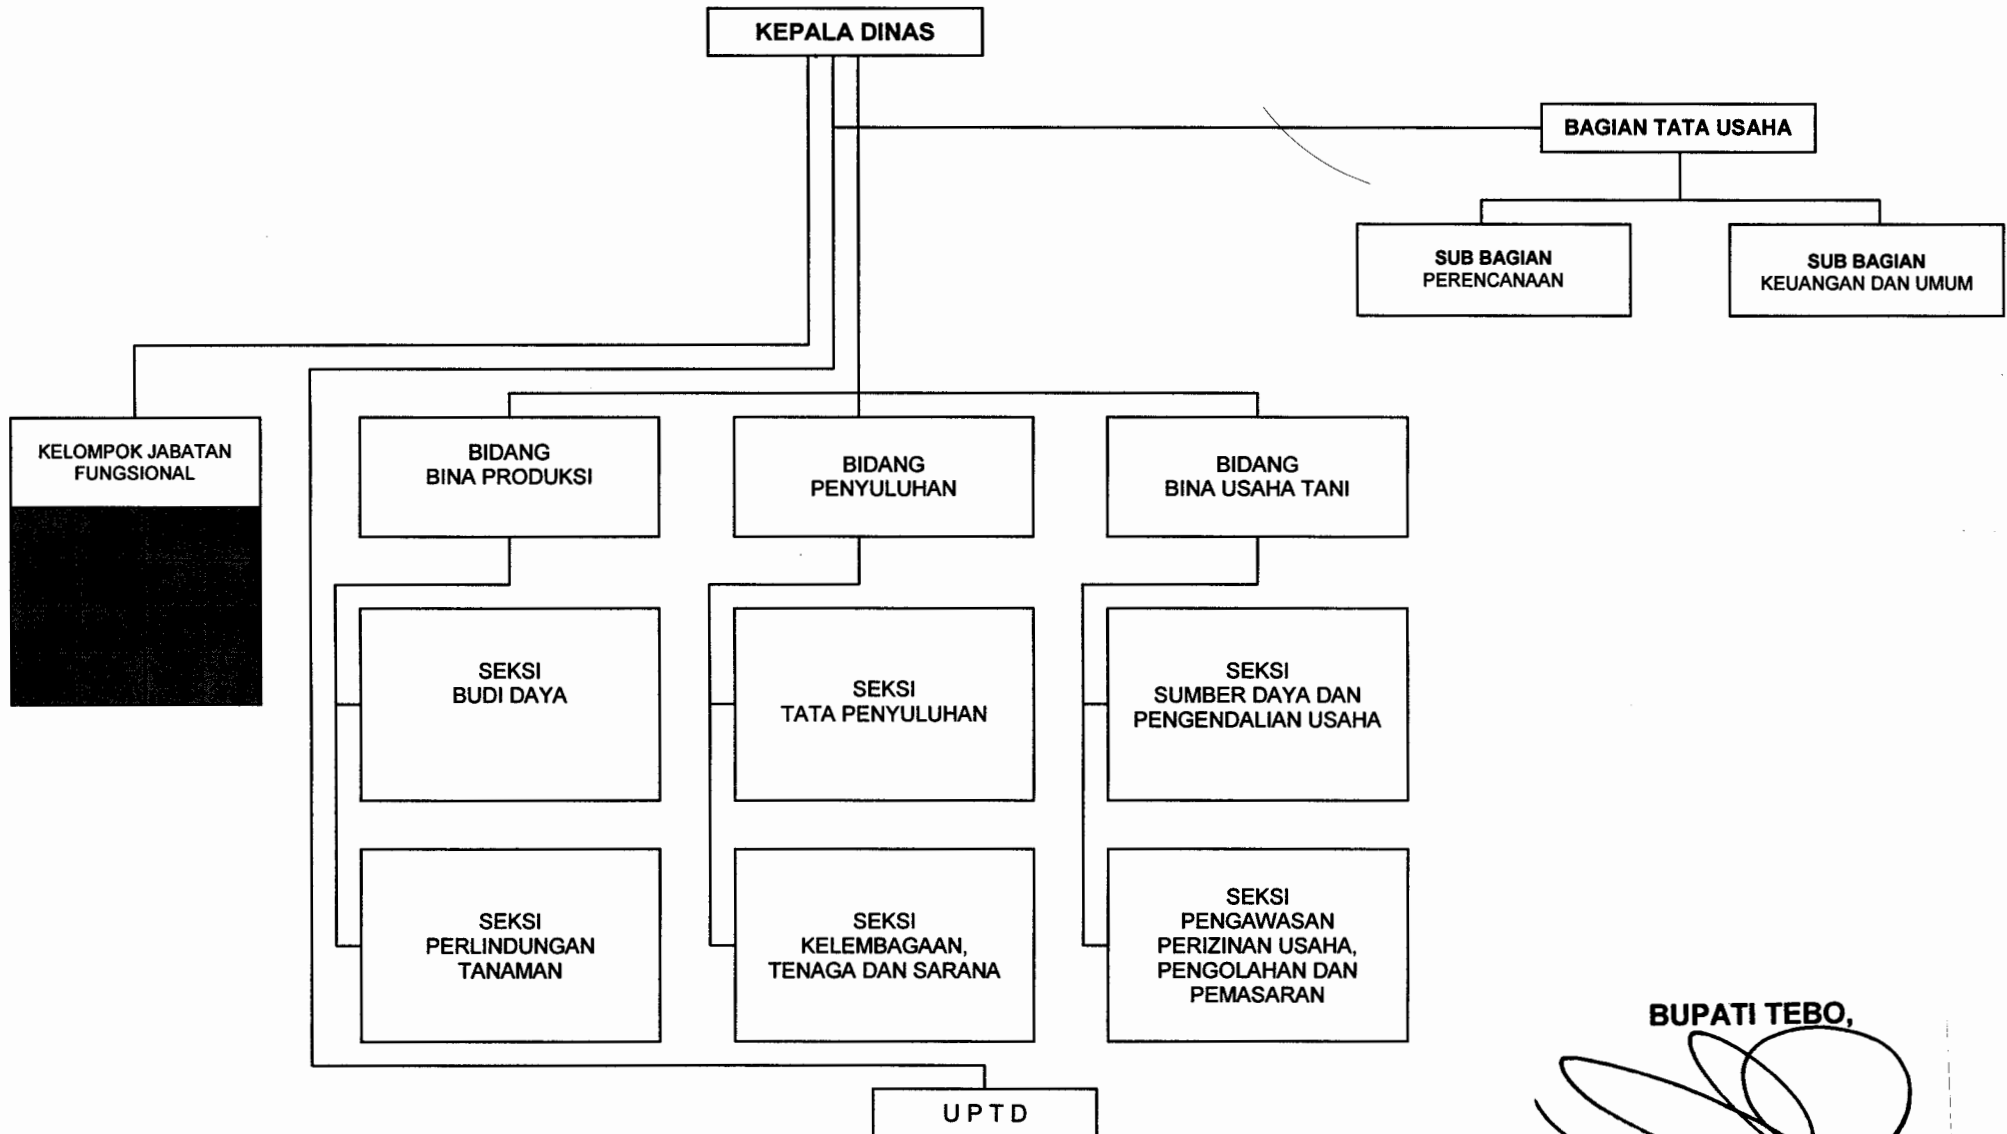 KEPALA DINAS
BAGIAN TATA USAHA
SUB BAGIAN
PERENCANAAN
SUB BAGIAN
KEUANGAN DAN UMUM
KELOMPOK JABATAN
FUNGSIONAL
BIDANG
BINA PRODUKSI
BIDANG
PENYULUHAN
BIDANG
BINA USAHA TANI
SEKSI
BUDI DAYA
SEKSI
TATA PENYULUHAN
SEKSI
SUMBER DAYA DAN
PENGENDALIAN USAHA
SEKSI
PERLINDUNGAN
TANAMAN
SEKSI
KELEMBAGAAN,
TENAGA DAN SARANA
SEKSI
PENGAWASAN
PERIZINAN USAHA,
PENGOLAHAN DAN
PEMASARAN
BUPATI TEBO,
U P T D